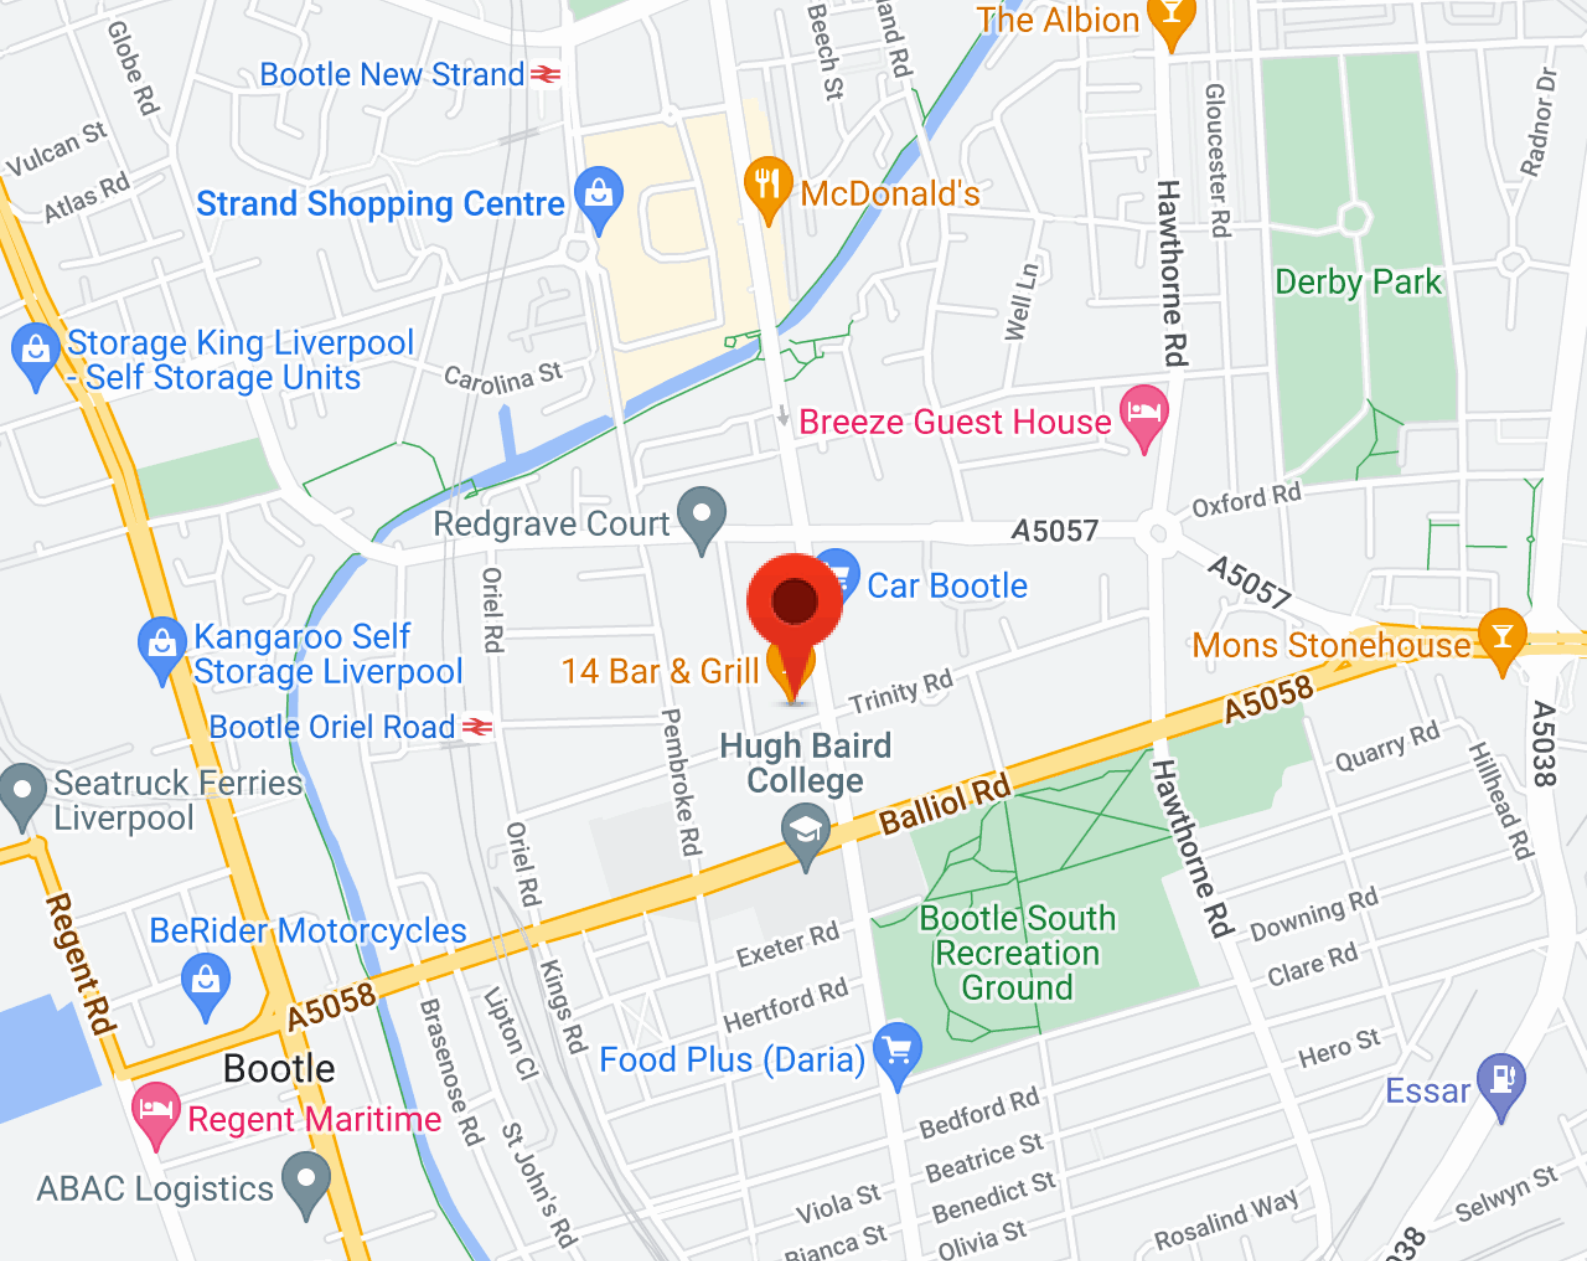 The Albion
Globe Rd
Beech St
Bootle New Strand
Gloucester Rd
Radnor Dr
Vulcan St
Atlas Rd
Strand Shopping Centre
McDonald's
Hawthorne Rd
Well Ln
Derby Park
Storage King Liverpool
- Self Storage Units
Carolina St
Breeze Guest House
Oxford Rd
Redgrave Court
A5057
A5057
Car Bootle
Oriel Rd
Kangaroo Self
Storage Liverpool
14 Bar & Grill
Mons Stonehouse
Trinity Rd
A5058
Bootle Oriel Road
Pembroke Rd
Hugh Baird
College
Quarry Rd
A5038
Hillhead Rd
Seatruck Ferries
Liverpool
Balliol Rd
Hawthorne Rd
Oriel Rd
Regent Rd
BeRider Motorcycles
Exeter Rd
Bootle South
Recreation
Ground
Downing Rd
Clare Rd
A5058
Kings Rd
Lipton Cl
Hertford Rd
Brasenose Rd
Bootle
Food Plus (Daria)
Hero St
Essar
Regent Maritime
Bedford Rd
St John's Rd
Beatrice St
ABAC Logistics
Viola St
Benedict St
Selwyn St
Rosalind Way
Bianca St
Olivia St